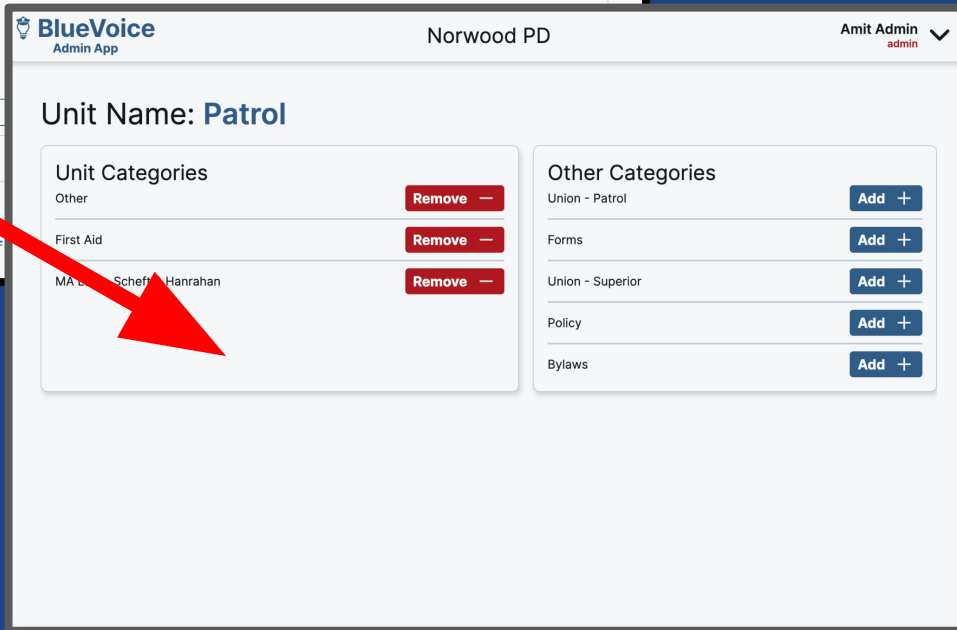 BlueVoice
Admin App
Norwood PD
Amit Admin
admin
Unit Name: Patrol
Unit Categories
Other
Remove
First Aid
Remove
MA Hanrahan
Remove
Other Categories
Union - Patrol
Add
Forms
Add
Union - Superior
Add
Policy
Add
Bylaws
Add